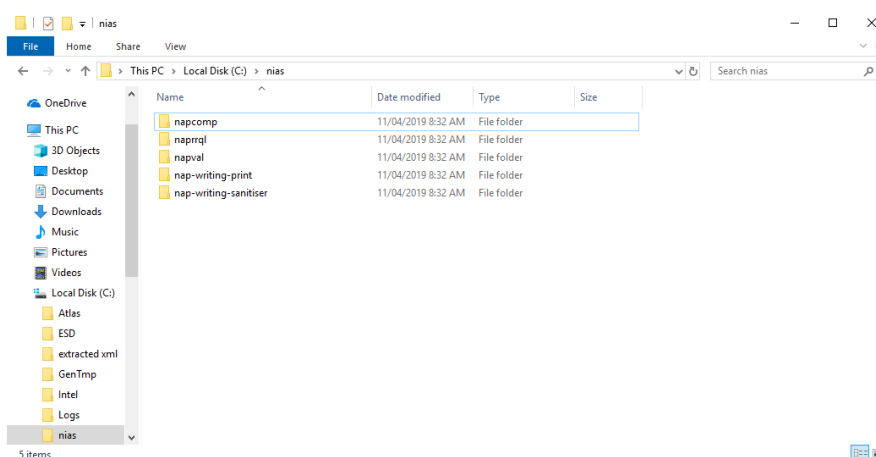 nias
File Home Share View
This PC > Local Disk (C:) > nias
Search nias
Name Date modified Type Size
OneDrive
This PC
3D Objects
Desktop
Documents
Downloads
Music
Pictures
Videos
Local Disk (C:)
Atlas
ESD
extracted xml
GenTmp
Intel
Logs
nias
napcomp 11/04/2019 8:32 AM File folder
naprrql 11/04/2019 8:32 AM File folder
napval 11/04/2019 8:32 AM File folder
nap-writing-print 11/04/2019 8:32 AM File folder
nap-writing-sanitiser 11/04/2019 8:32 AM File folder
5 items